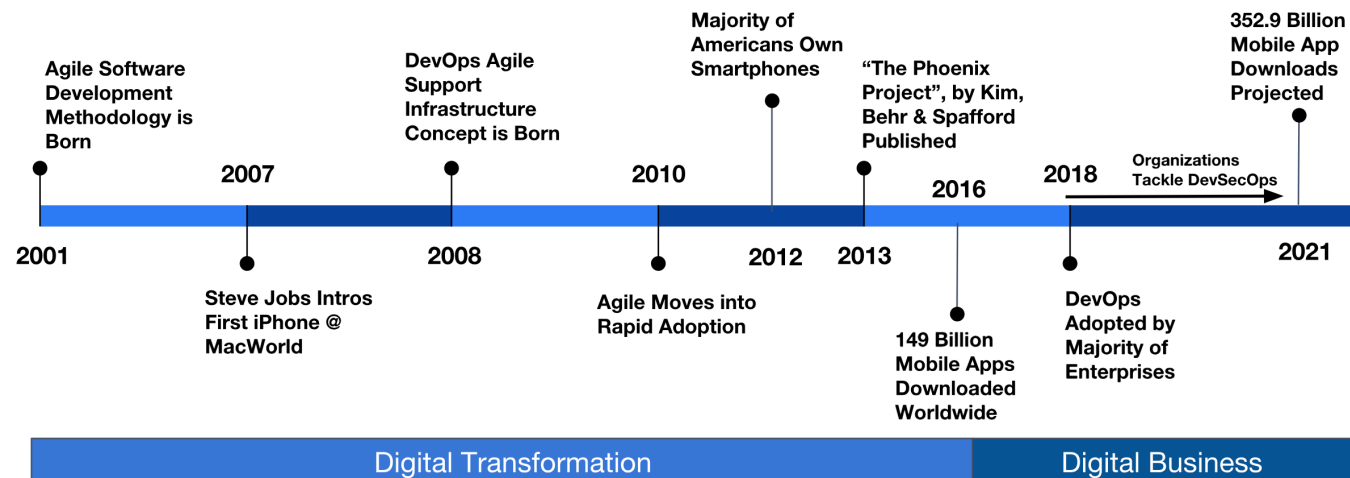 Agile Software
Development
Methodology is
Born
2001
2007
Steve Jobs Intros
First iPhone @
MacWorld
DevOps Agile
Support
Infrastructure
Concept is Born
2008
2010
Agile Moves into
Rapid Adoption
Majority of
Americans Own
Smartphones
2012
“The Phoenix
Project”, by Kim,
Behr & Spafford
Published
2013
2016
149 Billion
Mobile Apps
Downloaded
Worldwide
2018
DevOps
Adopted by
Majority of
Enterprises
Organizations
Tackle DevSecOps
352.9 Billion
Mobile App
Downloads
Projected
2021
Digital Transformation
Digital Business